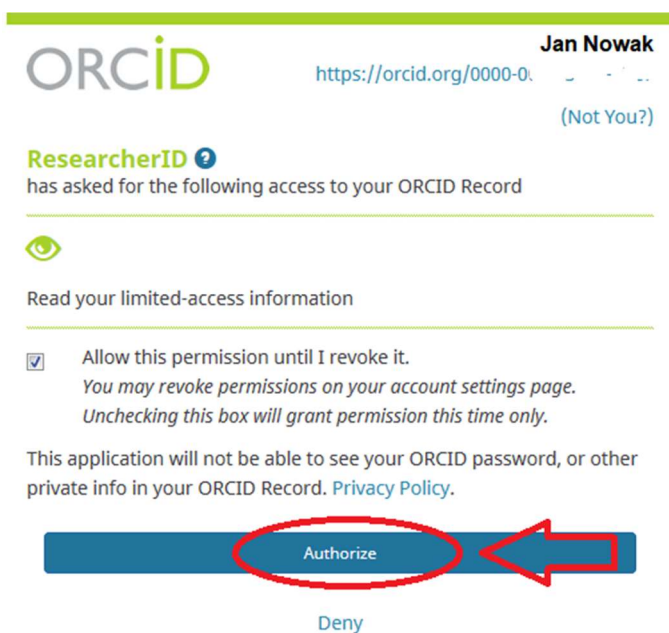 ORCiD
Jan Nowak
https://orcid.org/0000-0
(Not You?)
ResearcherID ?
has asked for the following access to your ORCID Record
Read your limited-access information
Allow this permission until I revoke it.
You may revoke permissions on your account settings page.
Unchecking this box will grant permission this time only.
This application will not be able to see your ORCID password, or other
private info in your ORCID Record. Privacy Policy.
Authorize
Deny